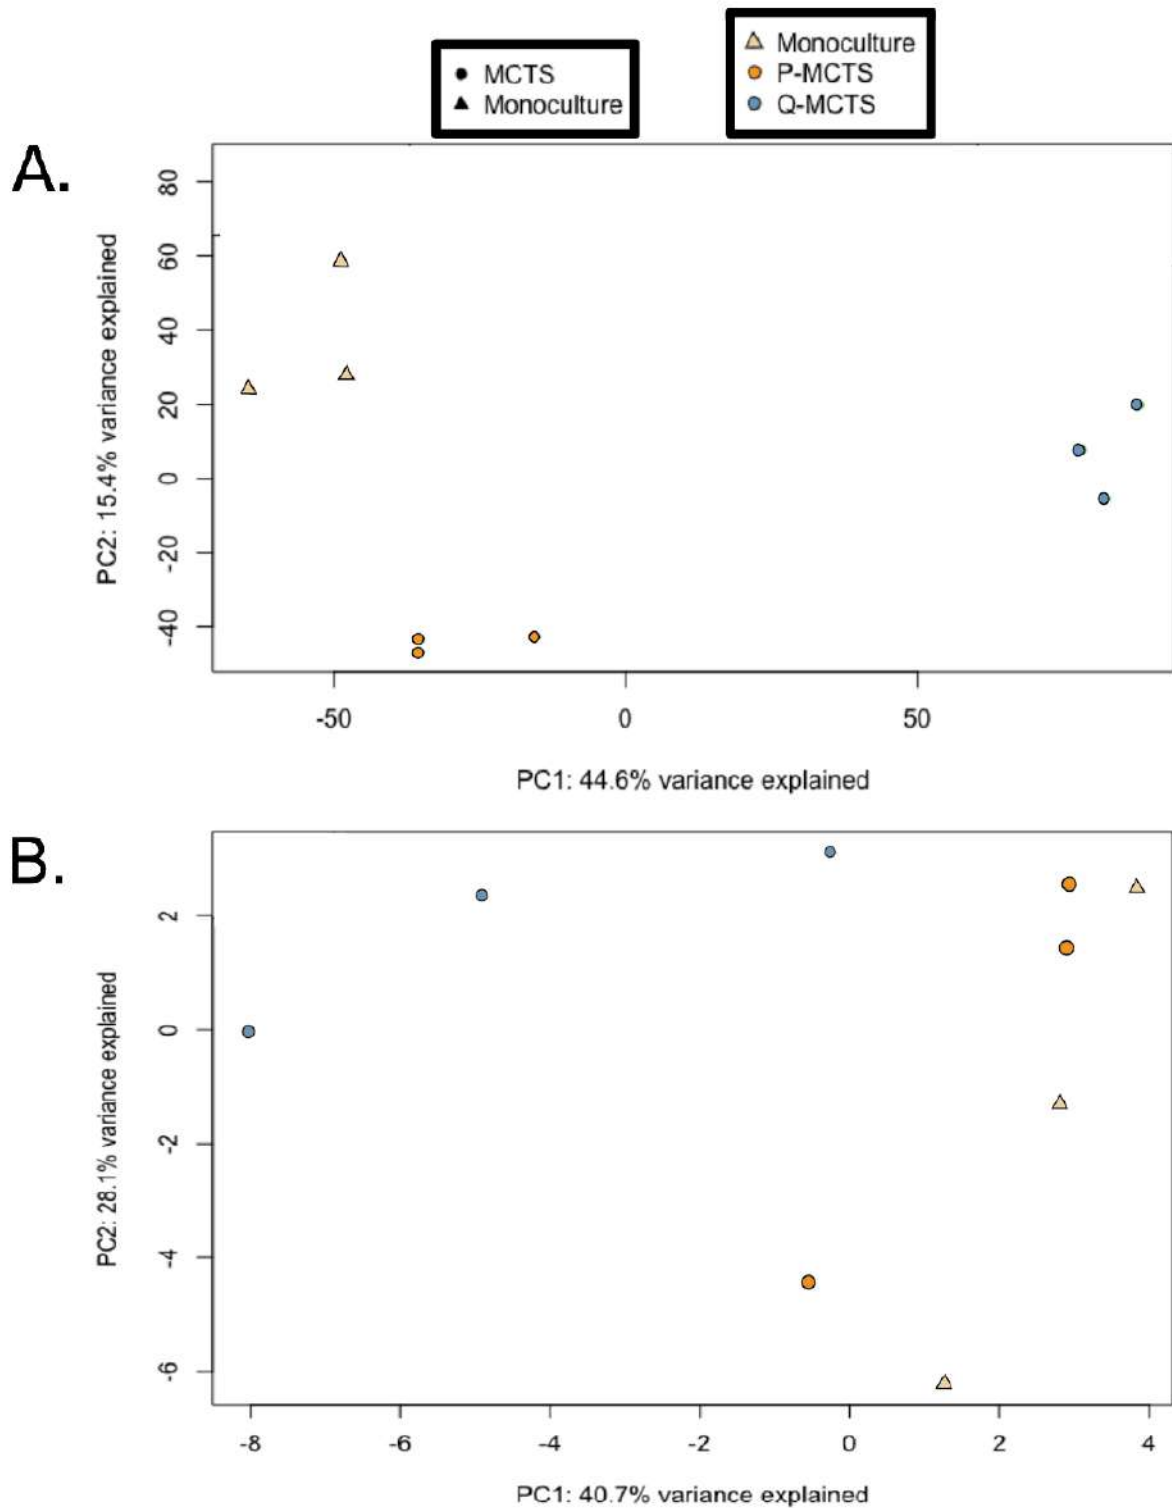 MCTS
Monoculture
Monoculture
P-MCTS
Q-MCTS
A.
80
60
40
20
0
-20
-40
PC2: 15.4% variance explained
-50
0
50
PC1: 44.6% variance explained
B.
2
0
-2
-4
-6
PC2: 28.1% variance explained
-8
-6
-4
-2
0
2
4
PC1: 40.7% variance explained